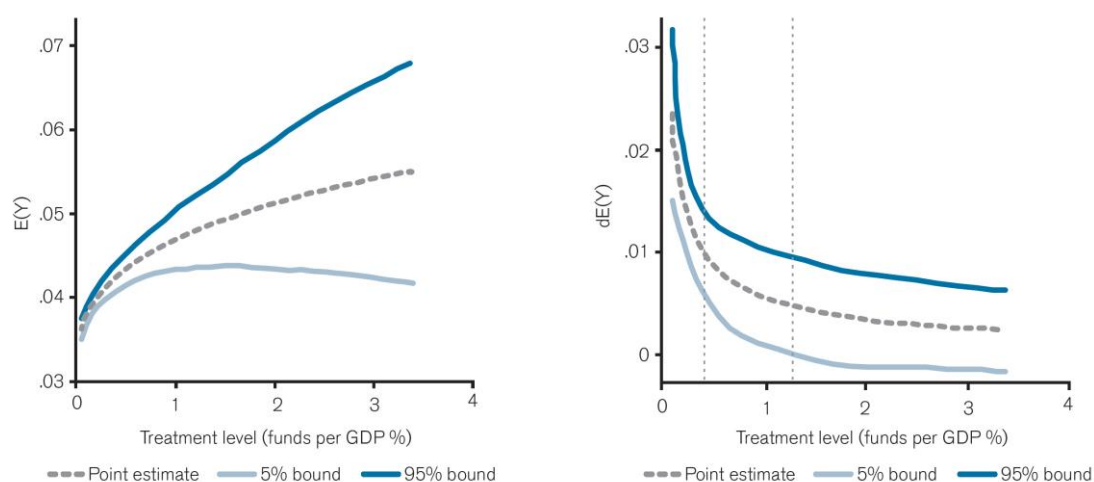 .07
.06
.05
.04
.03
E(Y)
0 1 2 3 4
Treatment level (funds per GDP %)
Point estimate 5% bound 95% bound
.03
.02
.01
0
dE(Y)
0 1 2 3 4
Treatment level (funds per GDP %)
Point estimate 5% bound 95% bound